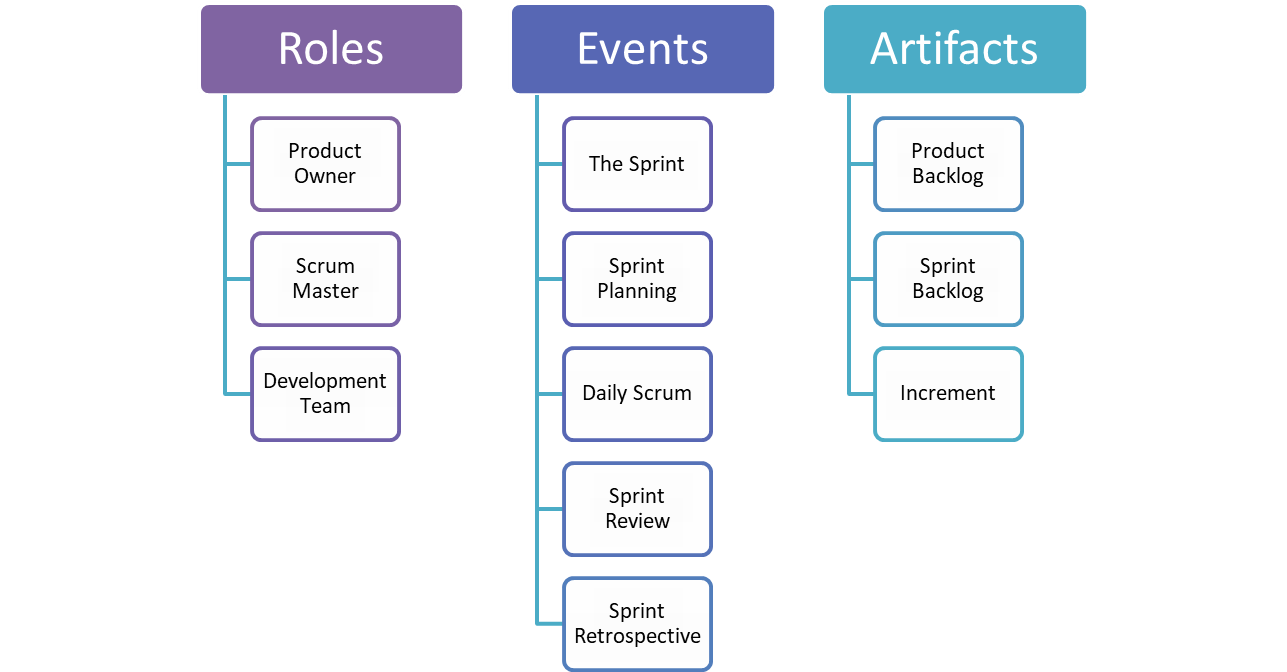 Roles
Product
Owner
Scrum
Master
Development
Team
Events
The Sprint
Sprint
Planning
Daily Scrum
Sprint
Review
Sprint
Retrospective
Artifacts
Product
Backlog
Sprint
Backlog
Increment